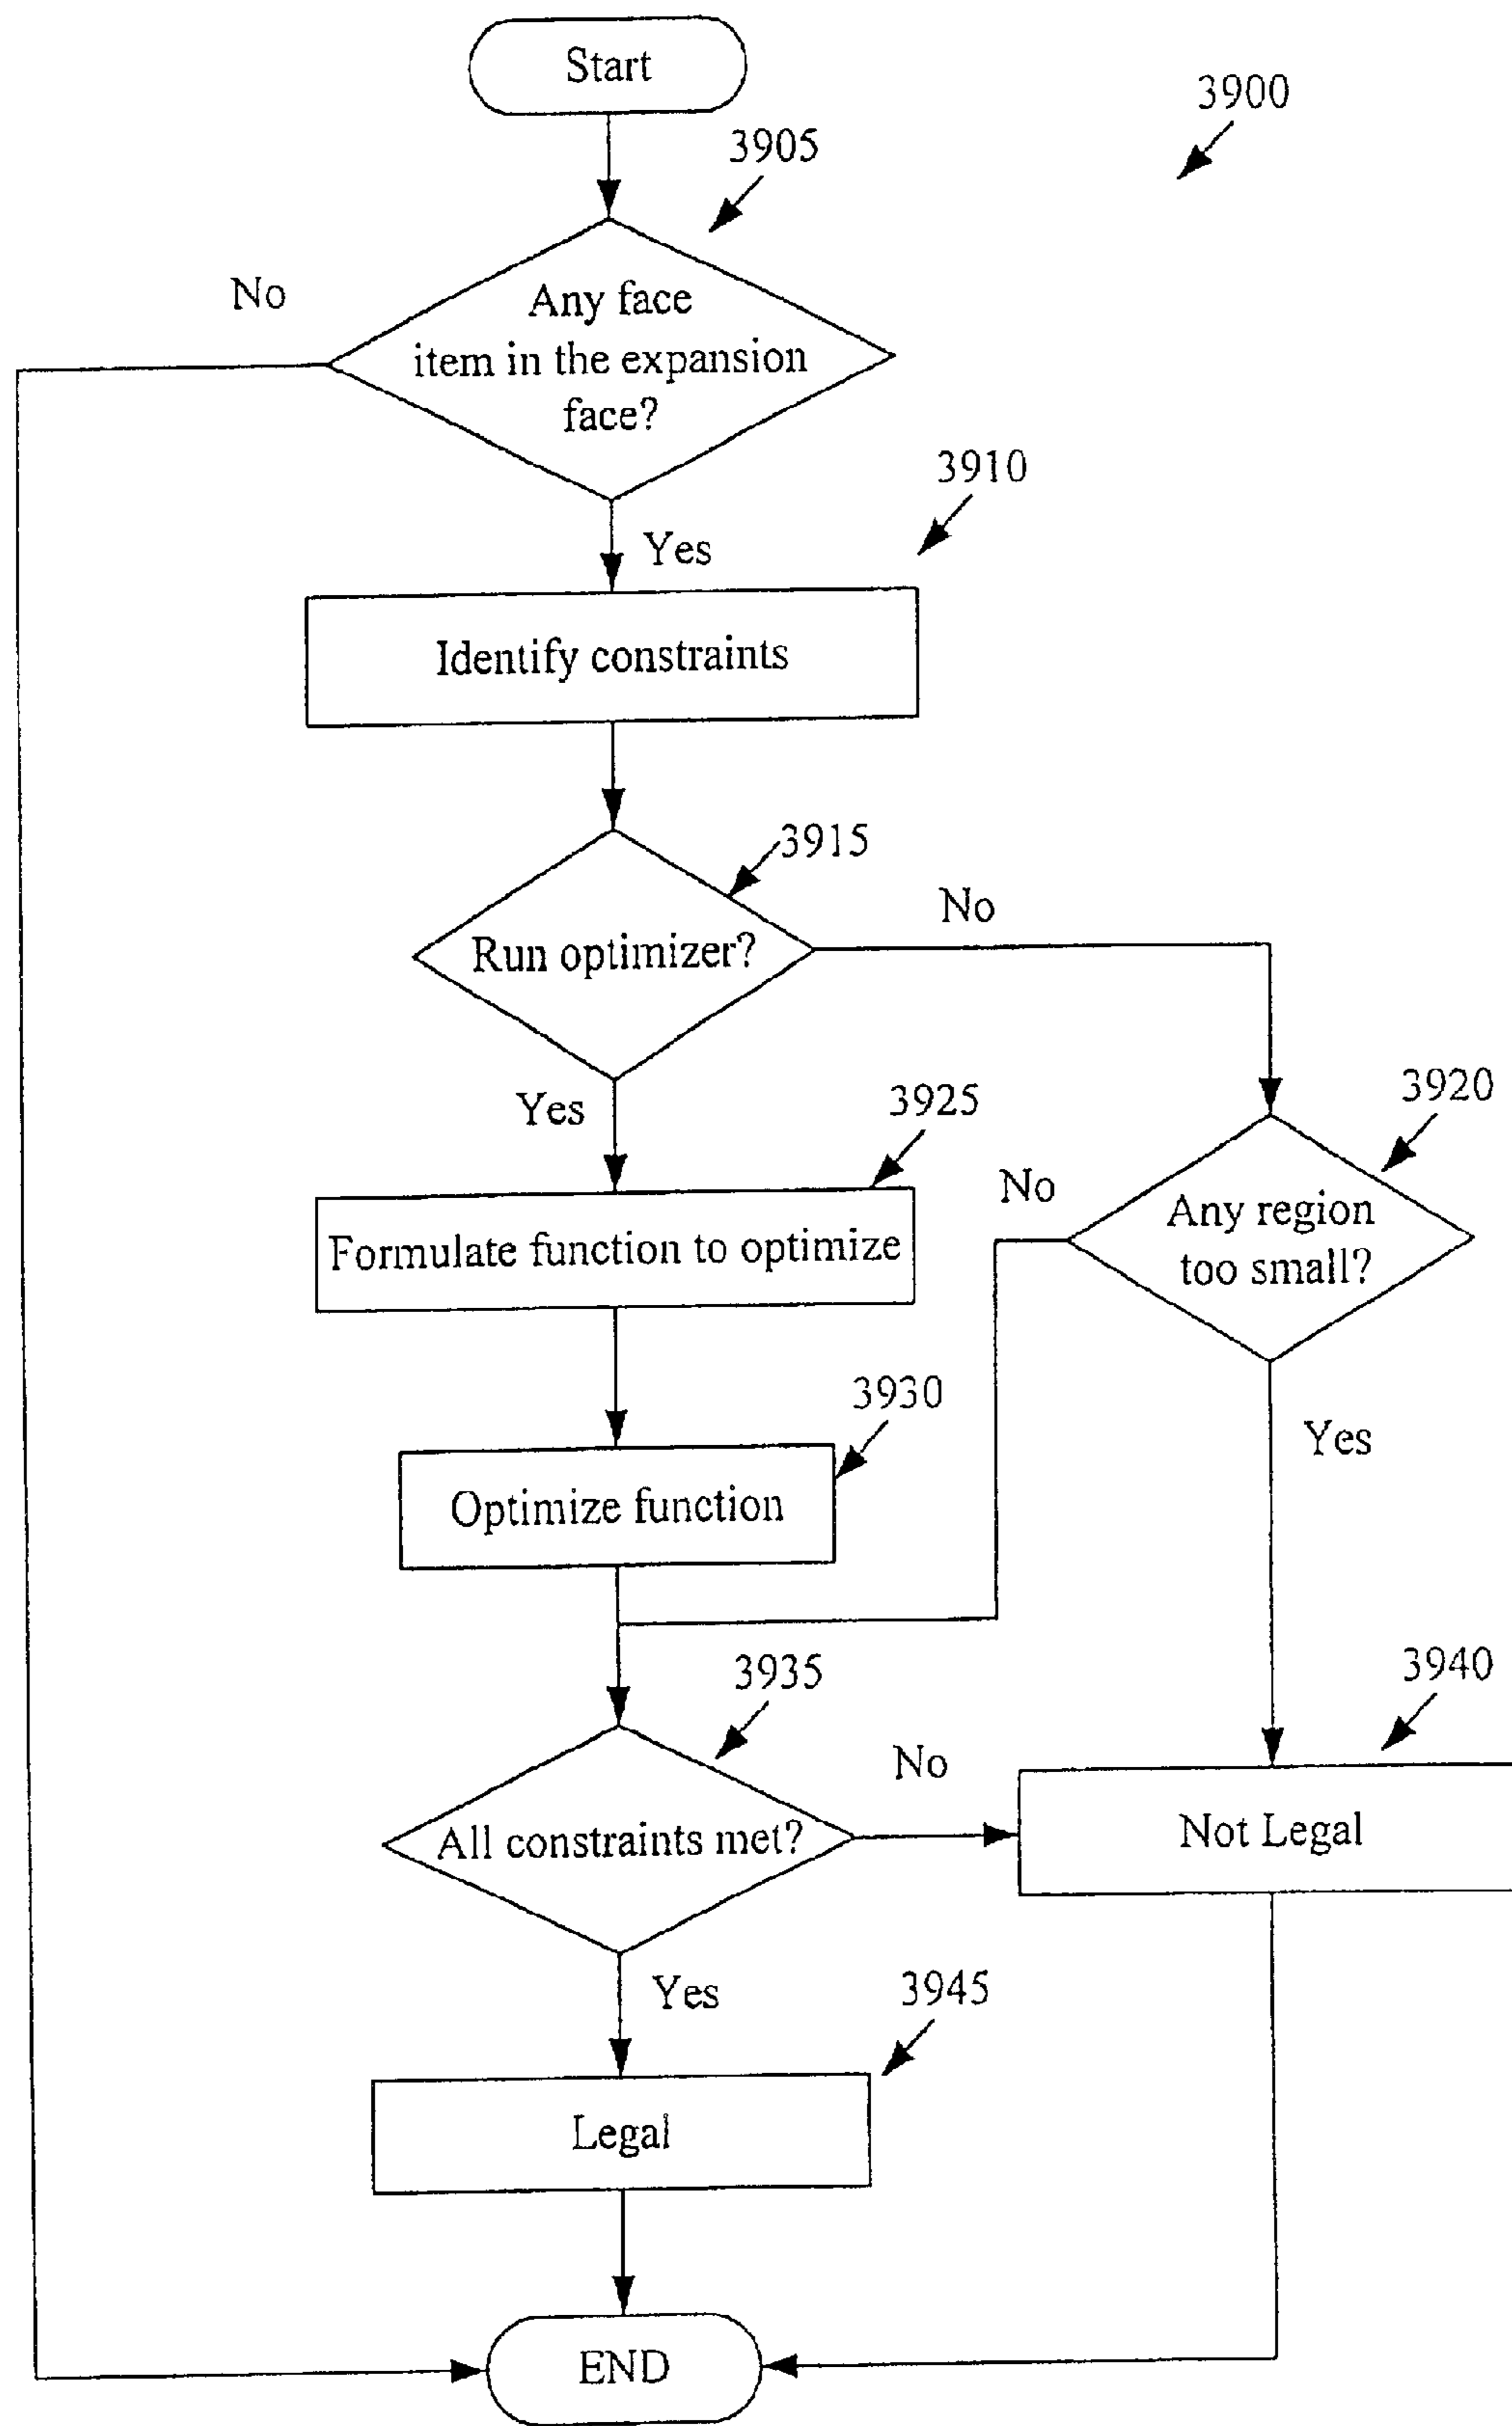 Start
3900
3905
No
Any face
item in the expansion
face?
3910
Yes
Identify constraints
3915
No
Run optimizer?
Yes
3925
3920
No
Any region
too small?
Formulate function to optimize
3930
Yes
Optimize function
3935
3940
No
All constraints met?
Not Legal
Yes
3945
Legal
END